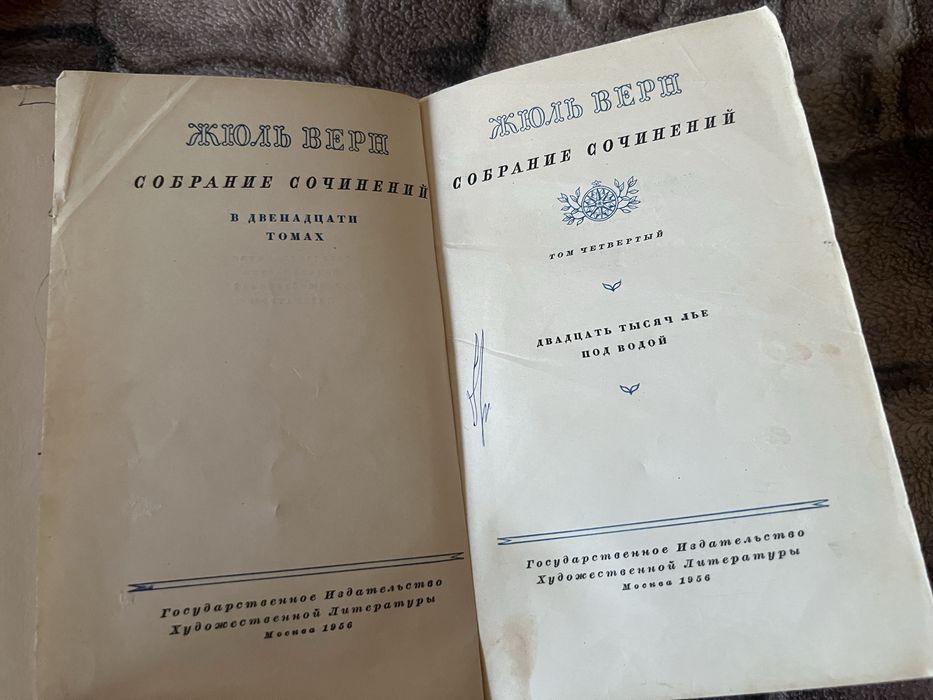 ЖЮЛЬ ВЕРН
СОБРАНИЕ СОЧИНЕНИЙ
В ДВЕНАДЦАТИ
ТОМАХ
Государственное Издательство
Художественной Литературы
Москва 1956
ЖЮЛЬ ВЕРН
СОБРАНИЕ СОЧИНЕНИЙ
ТОМ ЧЕТВЕРТЫЙ
ДВАДЦАТЬ ТЫСЯЧ ЛЬЕ
ПОД ВОДОЙ
Государственное Издательство
Художественной Литературы
Москва 1956